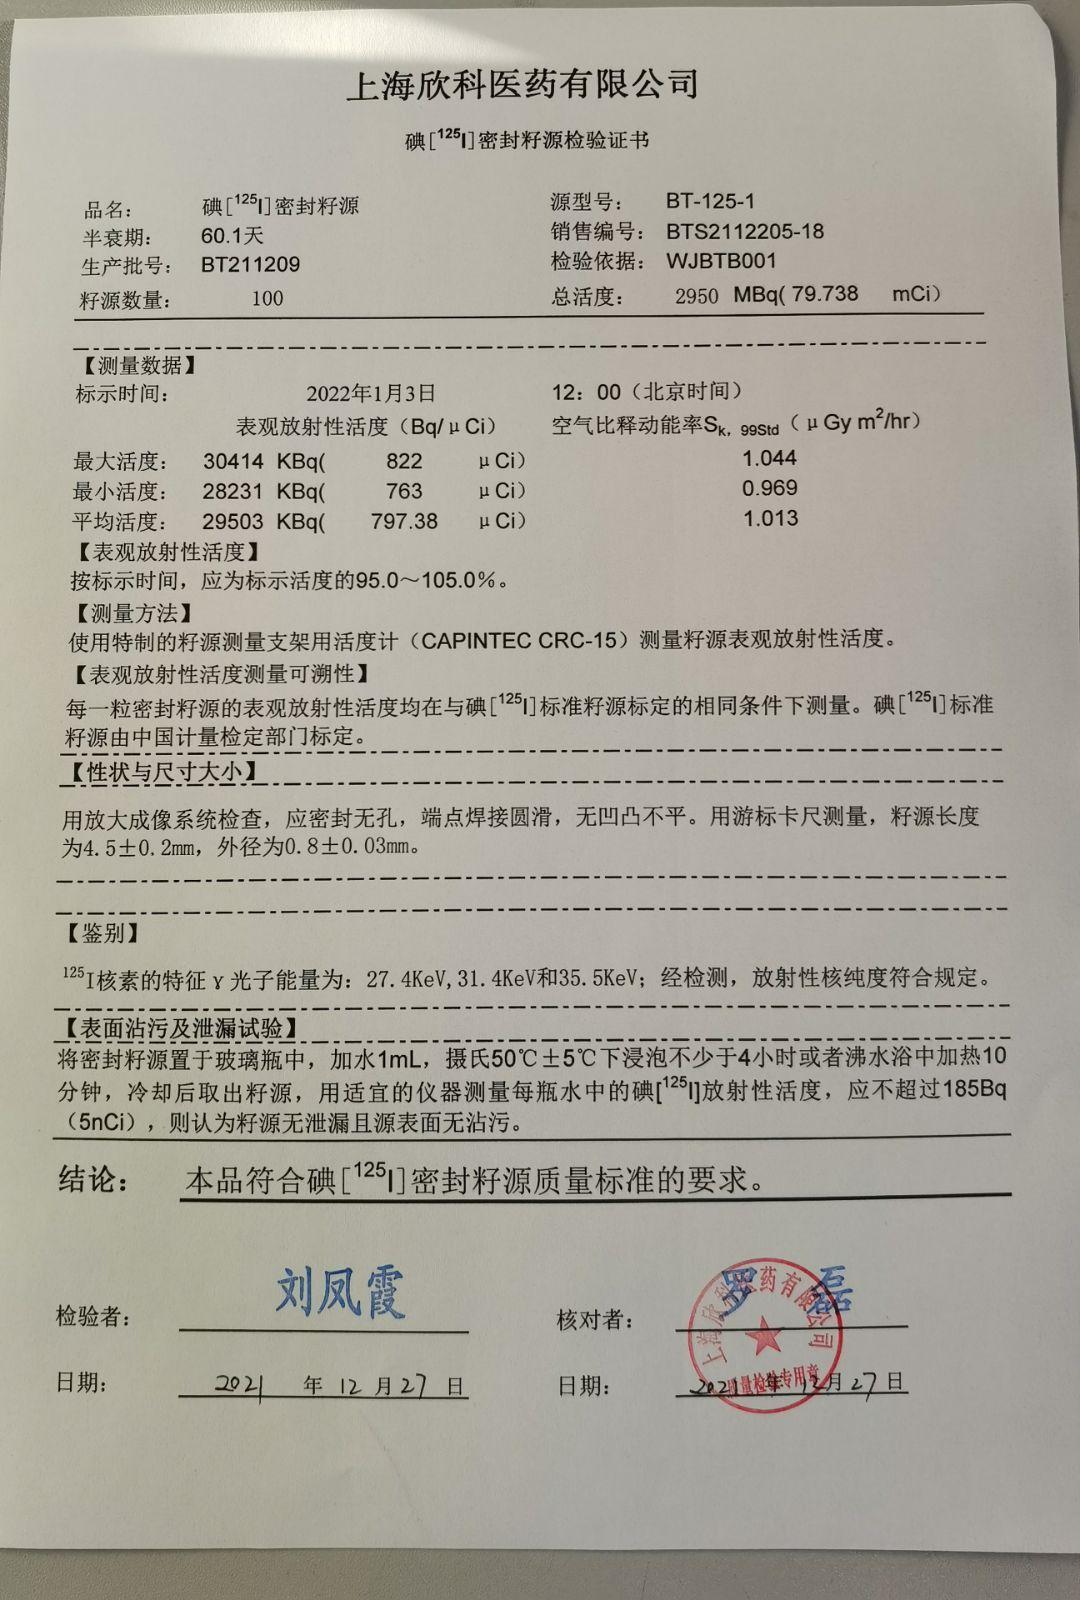 上海欣科医药有限公司
碘[125I]密封籽源检验证书
品名： 碘[125I]密封籽源 源型号： BT-125-1
半衰期： 60.1天 销售编号： BTS2112205-18
生产批号： BT211209 检验依据： WJBTB001
籽源数量： 100 总活度： 2950 MBq( 79.738 mCi）
【测量数据】
标示时间： 2022年1月3日 12：00（北京时间）
表观放射性活度（Bq/μCi） 空气比释动能率Sk，99Std（μGy m2/hr）
最大活度： 30414 KBq( 822 μCi） 1.044
最小活度： 28231 KBq( 763 μCi） 0.969
平均活度： 29503 KBq( 797.38 μCi） 1.013
【表观放射性活度】
按标示时间，应为标示活度的95.0～105.0%。
【测量方法】
使用特制的籽源测量支架用活度计（CAPINTEC CRC-15）测量籽源表观放射性活度。
【表观放射性活度测量可溯性】
每一粒密封籽源的表观放射性活度均在与碘[125I]标准籽源标定的相同条件下测量。碘[125I]标准
籽源由中国计量检定部门标定。
【性状与尺寸大小】
用放大成像系统检查，应密封无孔，端点焊接圆滑，无凹凸不平。用游标卡尺测量，籽源长度
为4.5±0.2mm，外径为0.8±0.03mm。
【鉴别】
125I核素的特征γ光子能量为：27.4KeV,31.4KeV和35.5KeV；经检测，放射性核纯度符合规定。
【表面沾污及泄漏试验】
将密封籽源置于玻璃瓶中，加水1mL，摄氏50℃±5℃下浸泡不少于4小时或者沸水浴中加热10
分钟，冷却后取出籽源，用适宜的仪器测量每瓶水中的碘[125I]放射性活度，应不超过185Bq
（5nCi），则认为籽源无泄漏且源表面无沾污。
结论： 本品符合碘[125I]密封籽源质量标准的要求。
检验者： 刘凤霞 核对者： 罗磊
上海欣科医药有限公司
质量检验专用章
日期： 2021 年 12 月 27 日 日期： 2021 年 12 月 27 日